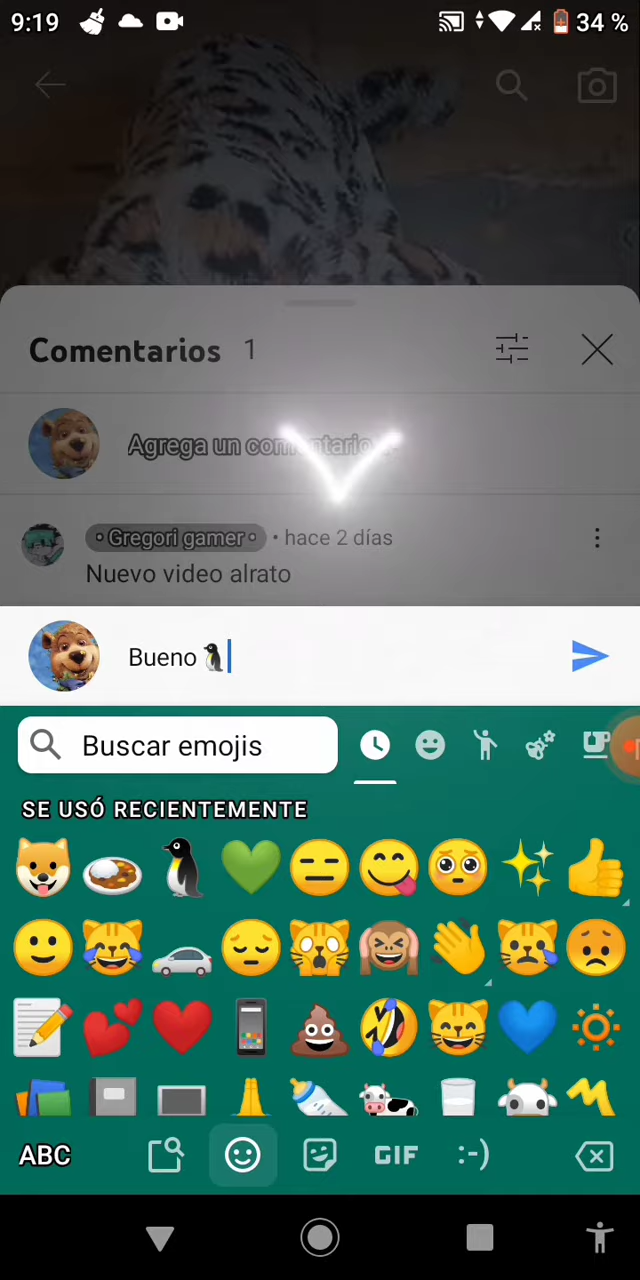 9:19 34 %
Comentarios 1
Agrega un comentario...
•Gregori gamer• • hace 2 días
Nuevo video alrato
Bueno 🐧
Buscar emojis
SE USÓ RECIENTEMENTE
ABC GIF :-)